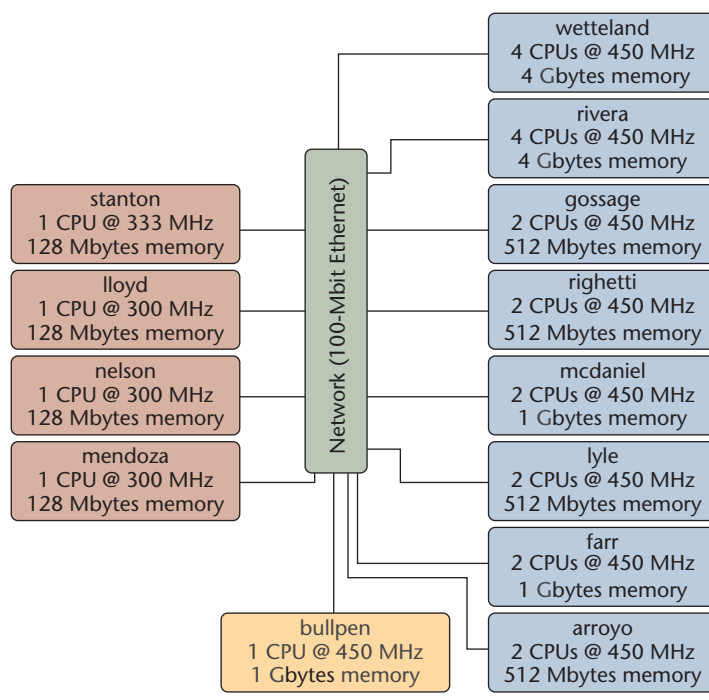 wetteland
4 CPUs @ 450 MHz
4 Gbytes memory
rivera
4 CPUs @ 450 MHz
4 Gbytes memory
stanton
1 CPU @ 333 MHz
128 Mbytes memory
lloyd
1 CPU @ 300 MHz
128 Mbytes memory
nelson
1 CPU @ 300 MHz
128 Mbytes memory
mendoza
1 CPU @ 300 MHz
128 Mbytes memory
Network (100-Mbit Ethernet)
gossage
2 CPUs @ 450 MHz
512 Mbytes memory
righetti
2 CPUs @ 450 MHz
512 Mbytes memory
mcdaniel
2 CPUs @ 450 MHz
1 Gbytes memory
lyle
2 CPUs @ 450 MHz
512 Mbytes memory
farr
2 CPUs @ 450 MHz
1 Gbytes memory
bullpen
1 CPU @ 450 MHz
1 Gbytes memory
arroyo
2 CPUs @ 450 MHz
512 Mbytes memory